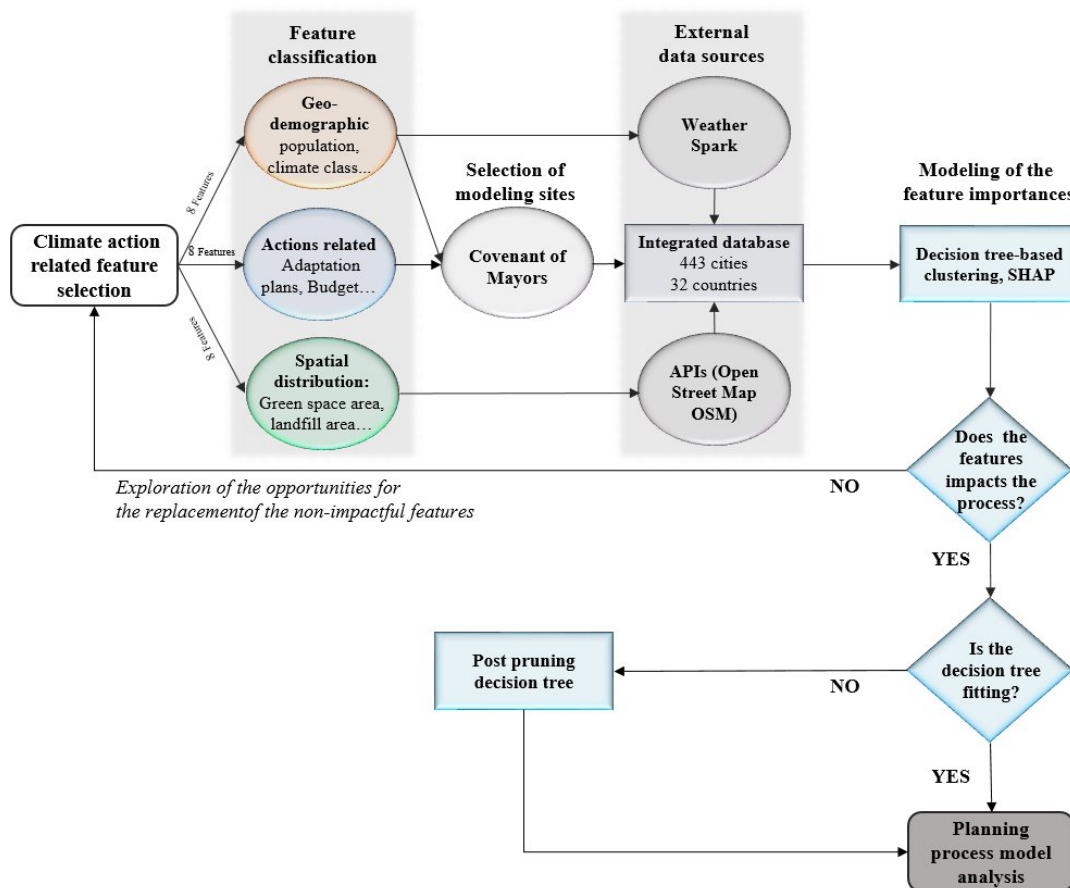 Feature
classification
External
data sources
Geo-
demographic
population,
climate class...
Weather
Spark
Selection of
modeling sites
Modeling of the
feature importances
8 Features
Climate action
related feature
selection
8 Features
Actions related
Adaptation
plans, Budget…
Covenant of
Mayors
Integrated database
443 cities
32 countries
Decision tree-based
clustering, SHAP
8 Features
Spatial
distribution:
Green space area,
landfill area…
APIs (Open
Street Map
OSM)
Does the
features
impacts the
process?
NO
Exploration of the opportunities for
the replacementof the non-impactful features
YES
Is the
decision tree
fitting?
NO
Post pruning
decision tree
YES
Planning
process model
analysis